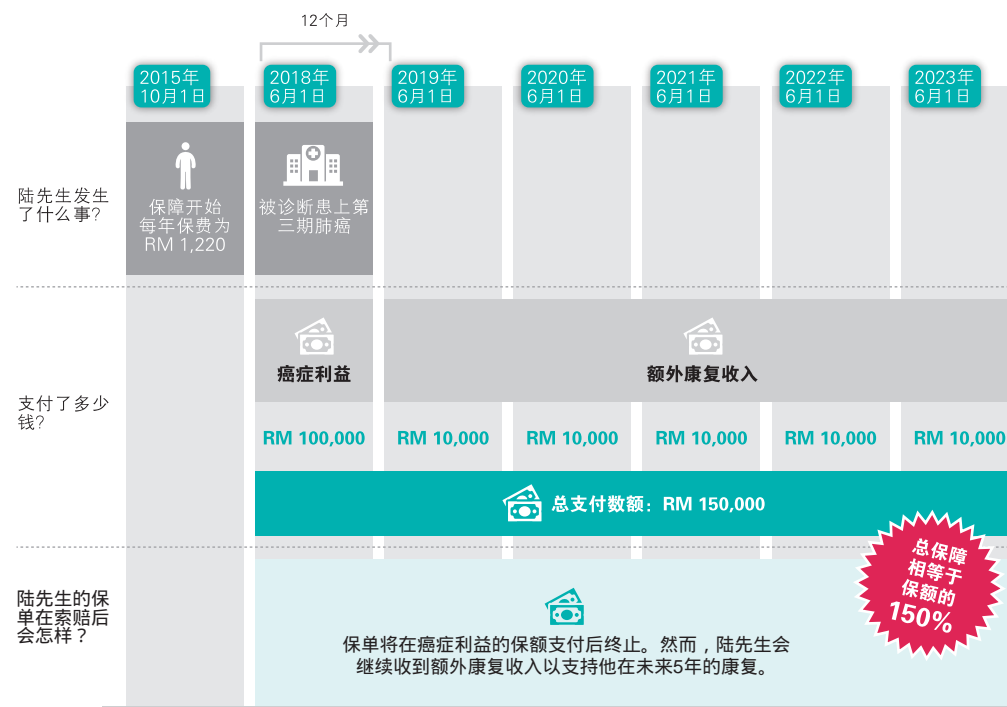 12个月
2015年
10月1日
2018年
6月1日
2019年
6月1日
2020年
6月1日
2021年
6月1日
2022年
6月1日
2023年
6月1日
陆先生发生
了什么事?
保障开始
每年保费为
RM 1,220
被诊断患上第
三期肺癌
支付了多少
钱?
癌症利益
额外康复收入
RM 100,000
RM 10,000
RM 10,000
RM 10,000
RM 10,000
RM 10,000
总支付数额：RM 150,000
总保障
相等于
保额的
150%
陆先生的保
单在索赔后
会怎样？
保单将在癌症利益的保额支付后终止。然而，陆先生会
继续收到额外康复收入以支持他在未来5年的康复。